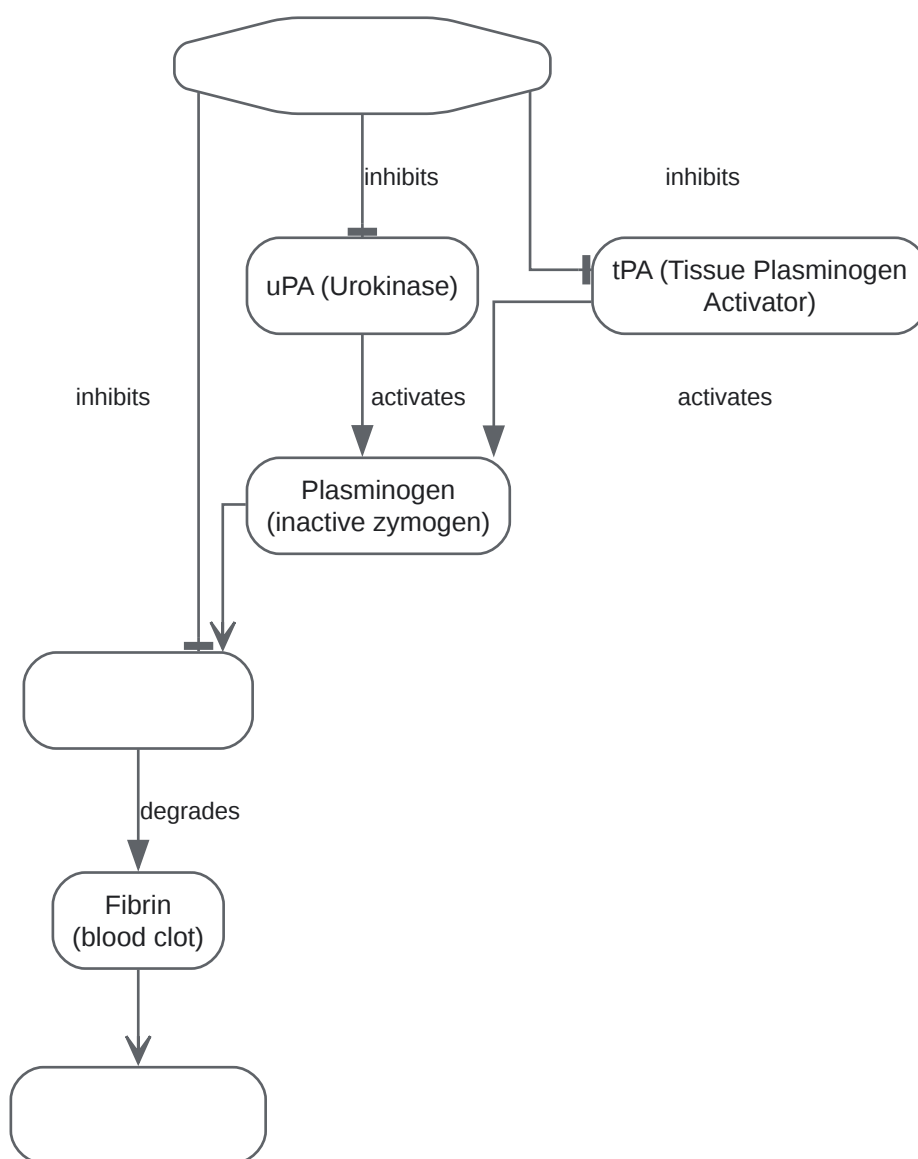 inhibits
inhibits
uPA (Urokinase)
tPA (Tissue Plasminogen
Activator)
inhibits
activates
activates
Plasminogen
(inactive zymogen)
degrades
Fibrin
(blood clot)